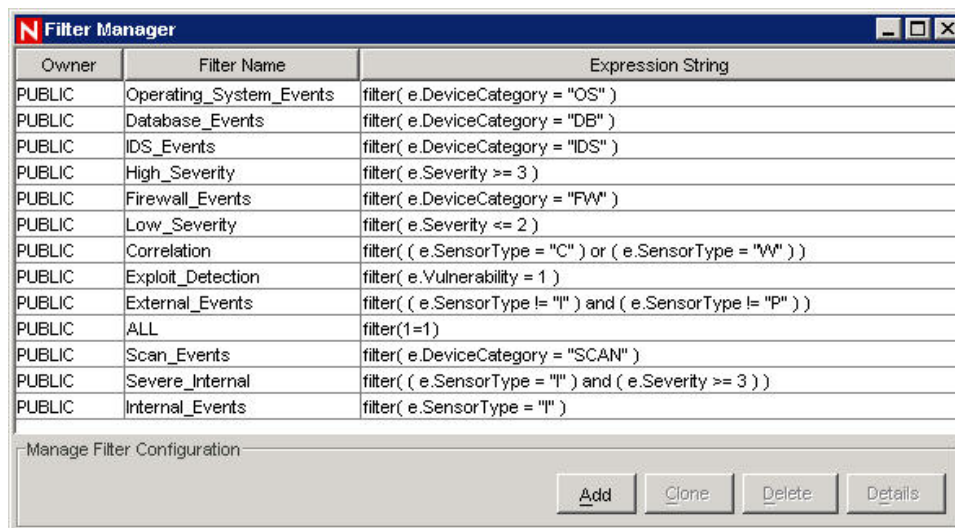 N Filter Manager
Owner Filter Name Expression String
PUBLIC Operating_System_Events filter( e.DeviceCategory = "OS" )
PUBLIC Database_Events filter( e.DeviceCategory = "DB" )
PUBLIC IDS_Events filter( e.DeviceCategory = "IDS" )
PUBLIC High_Severity filter( e.Severity >= 3 )
PUBLIC Firewall_Events filter( e.DeviceCategory = "FW" )
PUBLIC Low_Severity filter( e.Severity <= 2 )
PUBLIC Correlation filter( ( e.SensorType = "C" ) or ( e.SensorType = "W" ) )
PUBLIC Exploit_Detection filter( e.Vulnerability = 1 )
PUBLIC External_Events filter( ( e.SensorType != "I" ) and ( e.SensorType != "P" ) )
PUBLIC ALL filter(1=1)
PUBLIC Scan_Events filter( e.DeviceCategory = "SCAN" )
PUBLIC Severe_Internal filter( ( e.SensorType = "I" ) and ( e.Severity >= 3 ) )
PUBLIC Internal_Events filter( e.SensorType = "I" )
Manage Filter Configuration
Add Clone Delete Details